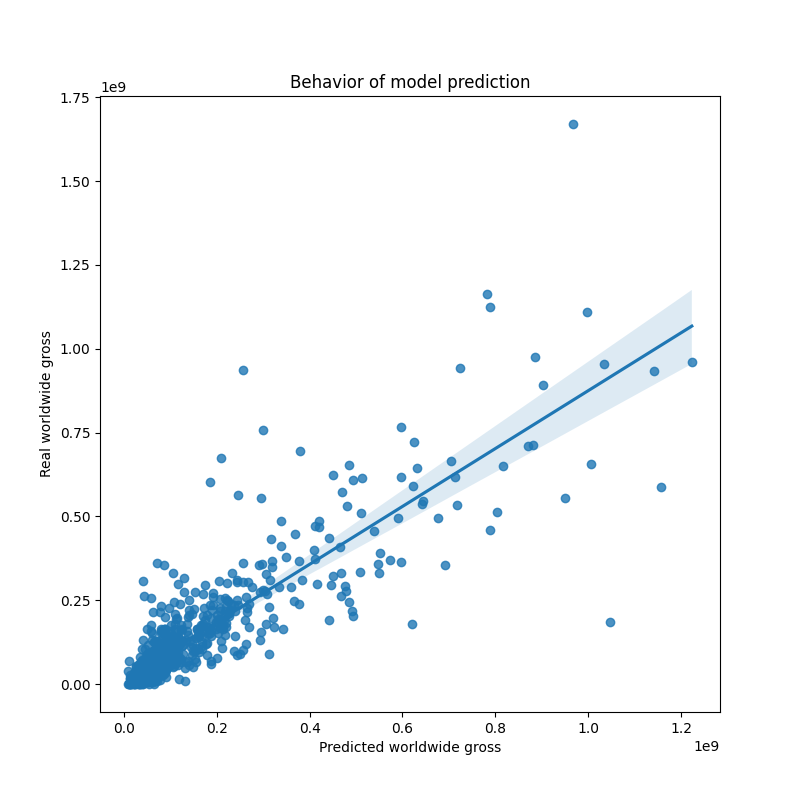 Behavior of model prediction
1e9
1.75
1.50
1.25
1.00
0.75
0.50
0.25
0.00
Real worldwide gross
0.0 0.2 0.4 0.6 0.8 1.0 1.2
Predicted worldwide gross
1e9